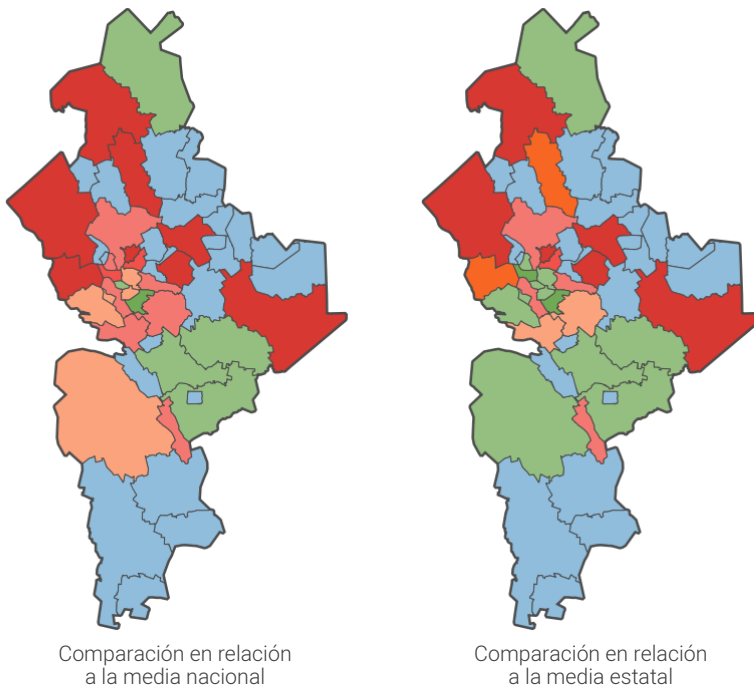 Comparación en relación
a la media nacional
Comparación en relación
a la media estatal